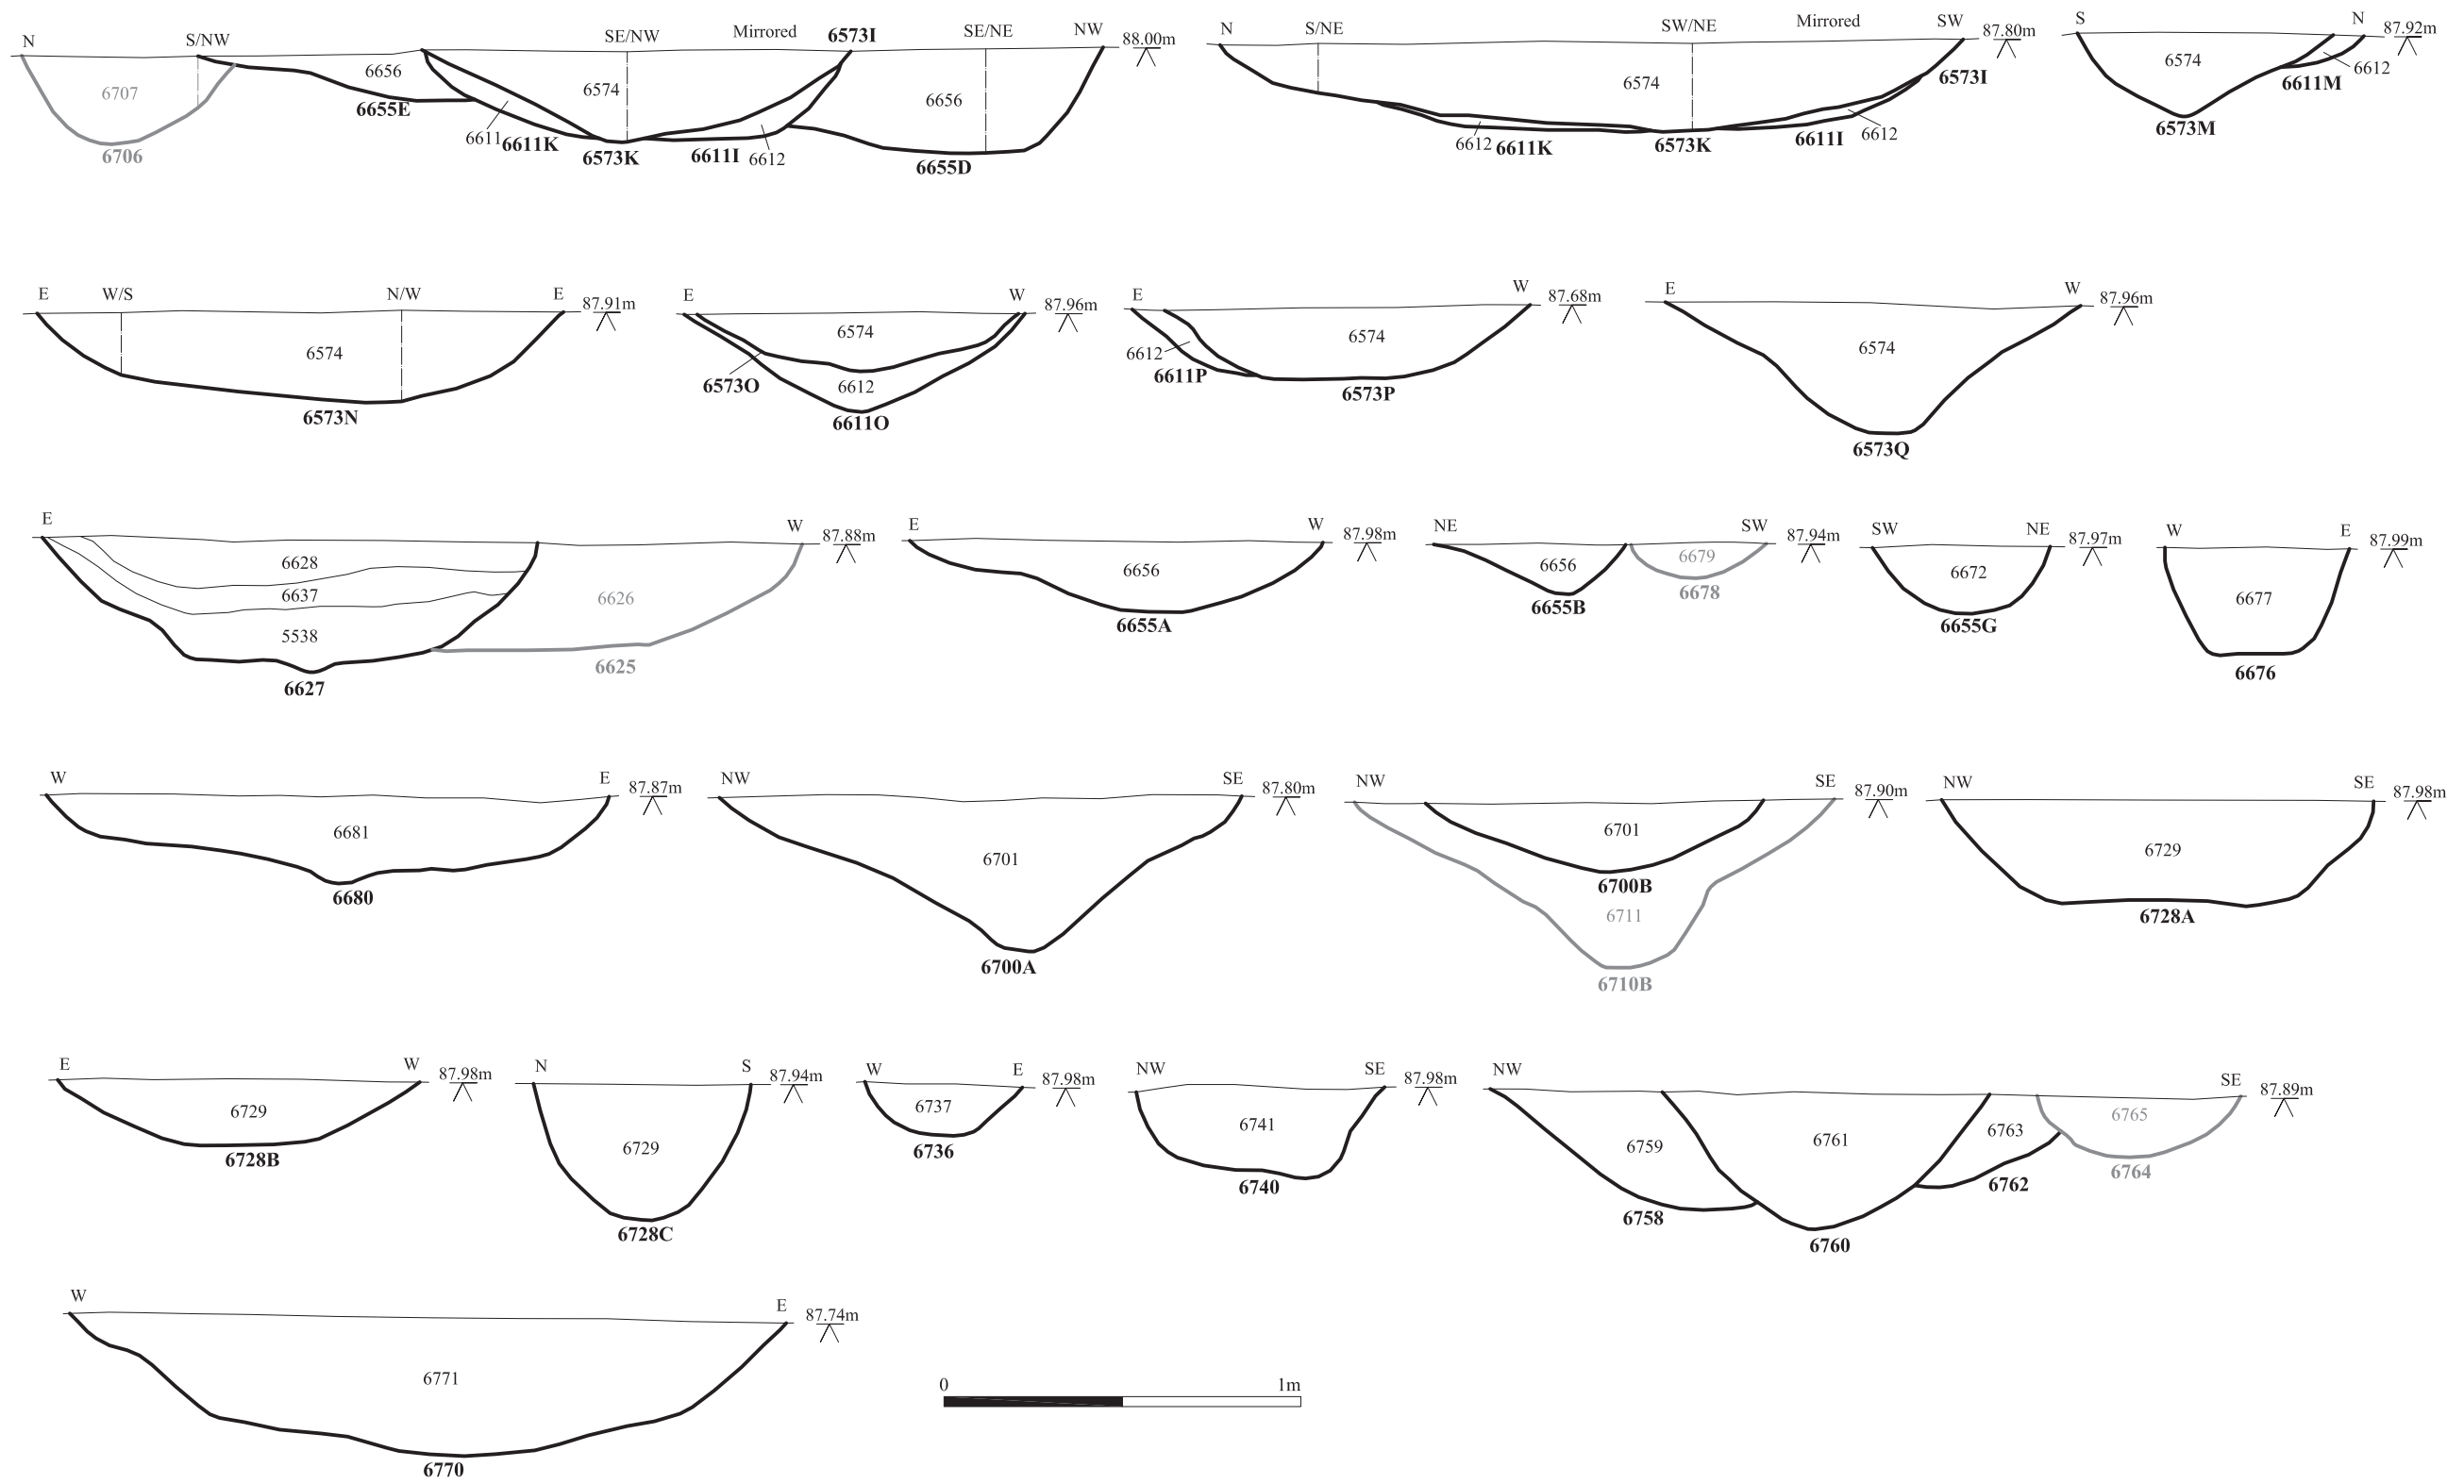 N S/NW SE/NW Mirrored 6573I SE/NE NW 88.00m
6707 6656 6574 6656
6706 6655E 6611 6611K 6573K 6611I 6612 6655D
N S/NE SW/NE Mirrored SW 87.80m
6574 6573I
6612 6611K 6573K 6611I 6612
S N 87.92m
6574 6612
6611M
6573M
E W/S N/W E 87.91m
6574
6573N
E W 87.96m
6574
6573O 6612
6611O
E W 87.68m
6612 6574
6611P 6573P
E W 87.96m
6574
6573Q
E W 87.88m
6628
6637 6626
5538
6627 6625
E W 87.98m
6656
6655A
NE SW 87.94m
6656 6679
6655B 6678
SW NE 87.97m
6672
6655G
W E 87.99m
6677
6676
W E 87.87m
6681
6680
NW SE 87.80m
6701
6700A
NW SE 87.90m
6701
6700B
6711
6710B
NW SE 87.98m
6729
6728A
E W 87.98m
6729
6728B
N S 87.94m
6729
6728C
W E 87.98m
6737
6736
NW SE 87.98m
6741
6740
NW SE 87.89m
6759 6761 6763 6765
6758 6760 6762 6764
W E 87.74m
6771
6770
0 1m